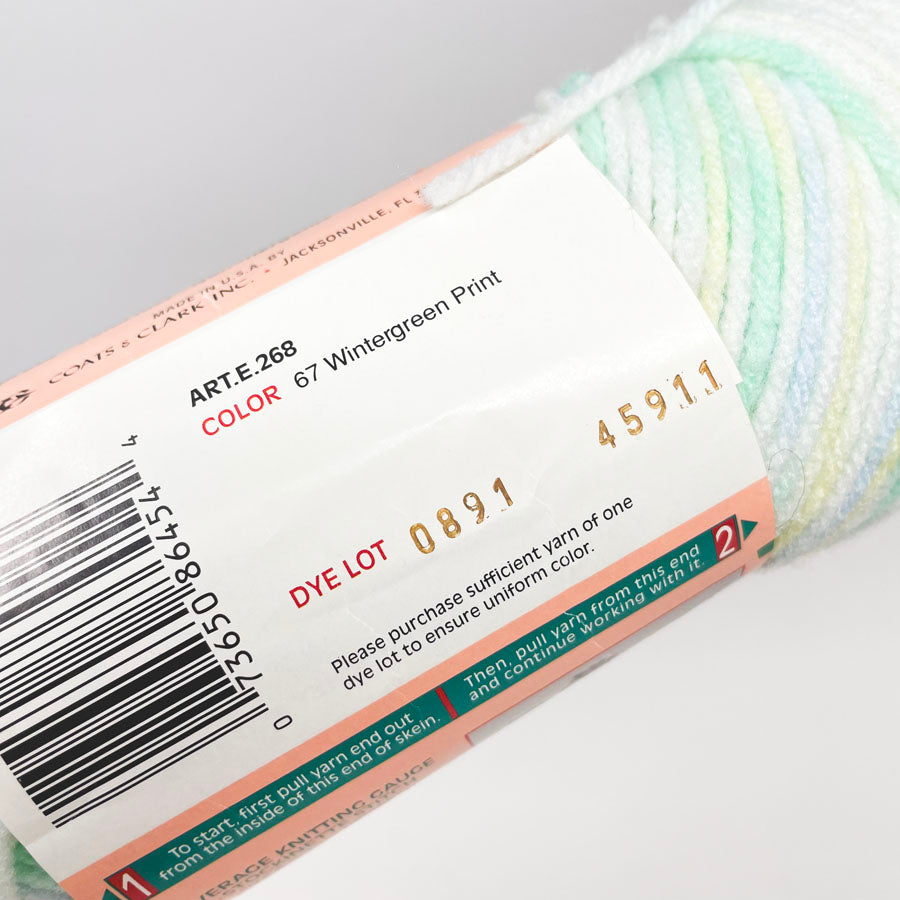 MADE IN U.S.A. BY
COATS & CLARK INC. • JACKSONVILLE, FL
ART.E.268
COLOR 67 Wintergreen Print
45911
DYE LOT 0891
Please purchase sufficient yarn of one
dye lot to ensure uniform color.
0 73650 86454 4
1 To start, first pull yarn end out
from the inside of this end of skein.
Then, pull yarn from this end 2
and continue working with it.
KNITTING GAUGE